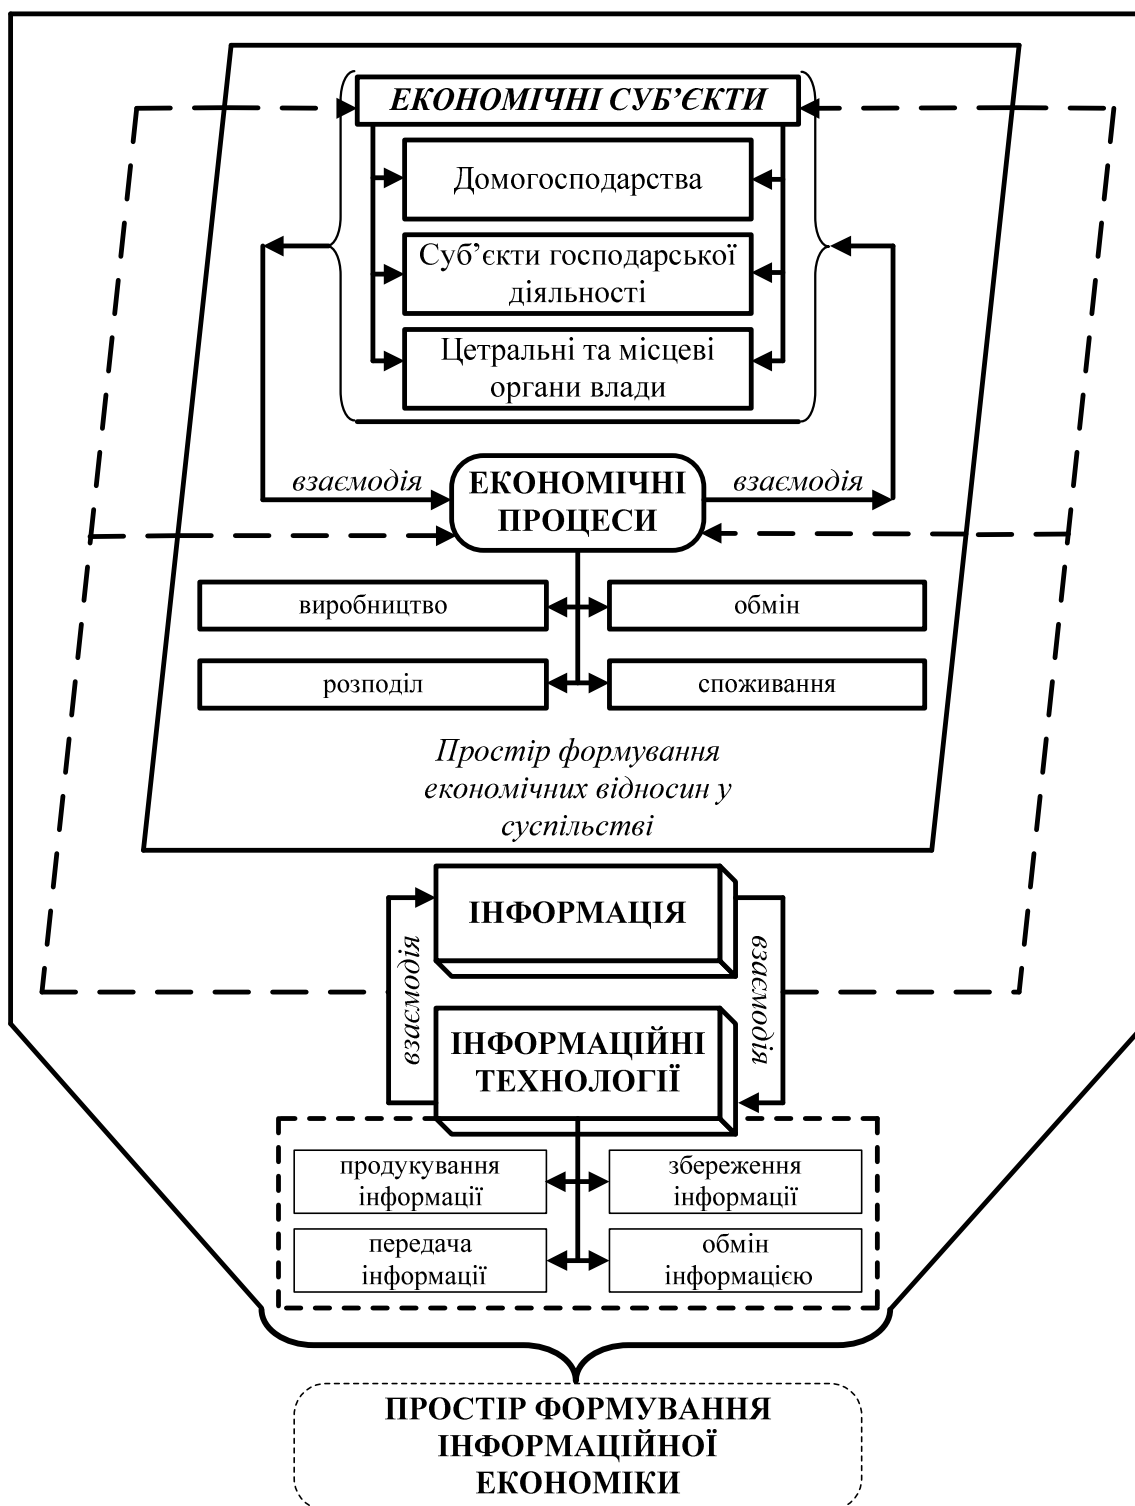 ЕКОНОМІЧНІ СУБ’ЄКТИ
Домогосподарства
Суб’єкти господарської
діяльності
Цетральні та місцеві
органи влади
взаємодія
ЕКОНОМІЧНІ
ПРОЦЕСИ
взаємодія
виробництво
обмін
розподіл
споживання
Простір формування
економічних відносин у
суспільстві
ІНФОРМАЦІЯ
взаємодія
взаємодія
ІНФОРМАЦІЙНІ
ТЕХНОЛОГІЇ
продукування
інформації
збереження
інформації
передача
інформації
обмін
інформацією
ПРОСТІР ФОРМУВАННЯ
ІНФОРМАЦІЙНОЇ
ЕКОНОМІКИ